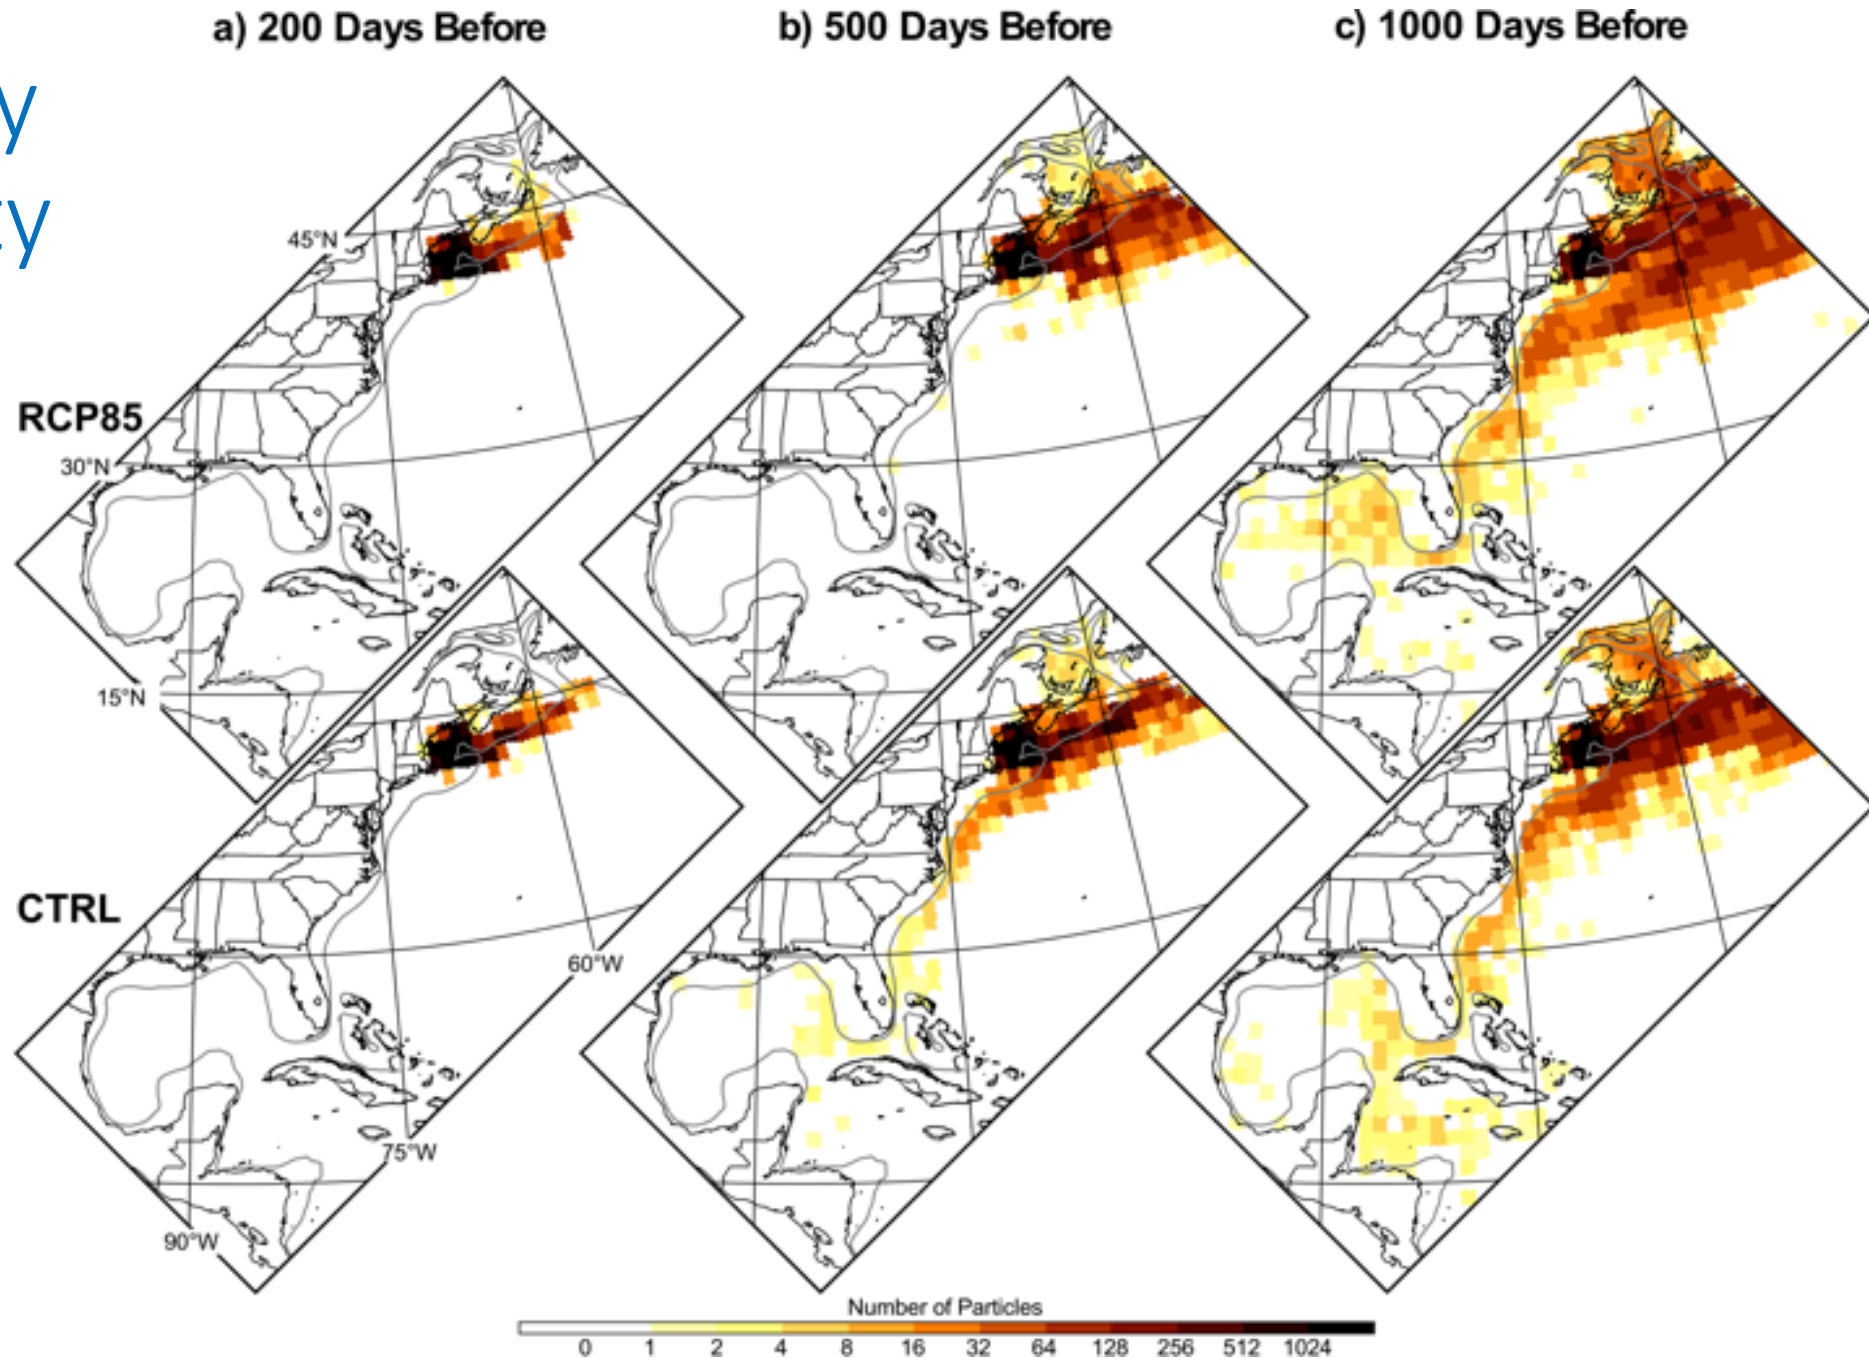 a) 200 Days Before
b) 500 Days Before
c) 1000 Days Before
y
ty
45°N
RCP85
30°N
15°N
CTRL
60°W
75°W
90°W
Number of Particles
0 1 2 4 8 16 32 64 128 256 512 1024